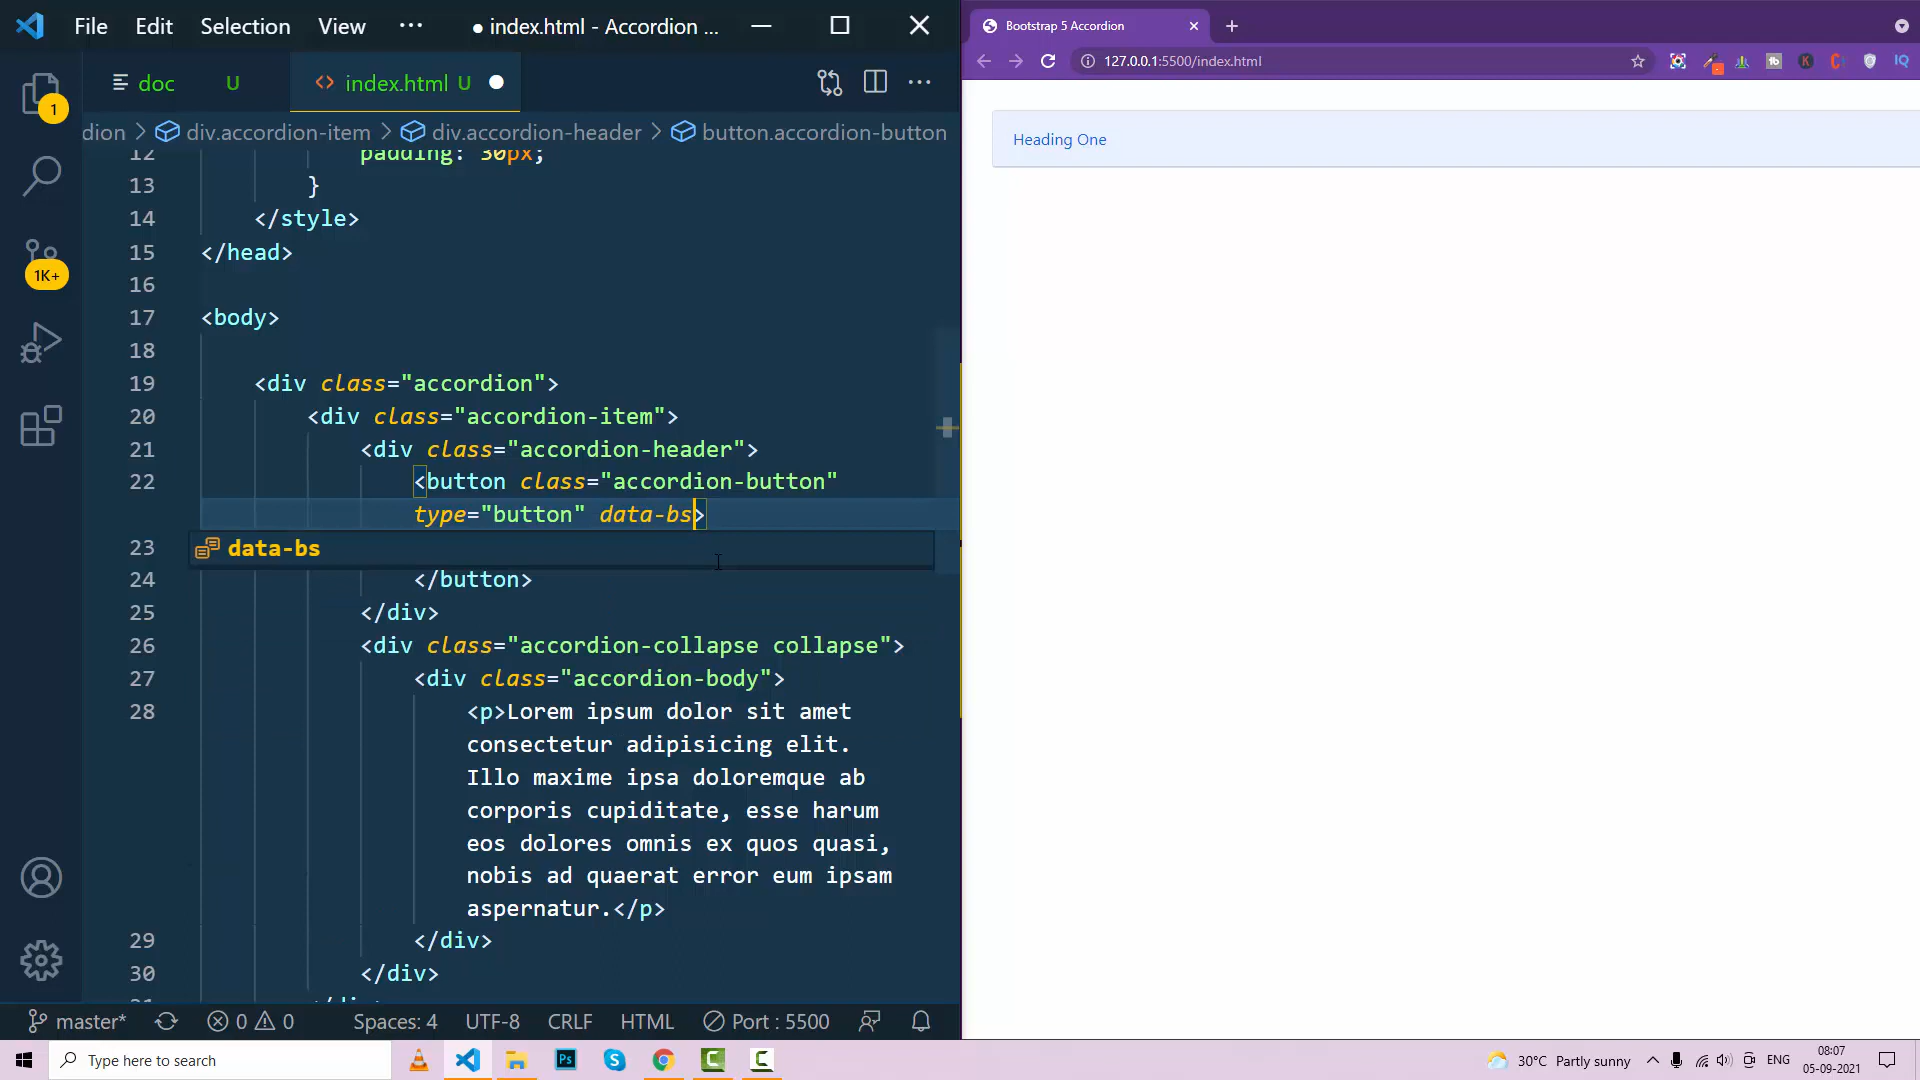 File Edit Selection View ··· ● index.html - Accordion ...
doc U index.html U
dion > div.accordion-item > div.accordion-header > button.accordion-button
12 padding: 30px;
13 }
14 </style>
15 </head>
16
17 <body>
18
19 <div class="accordion">
20 <div class="accordion-item">
21 <div class="accordion-header">
22 <button class="accordion-button"
type="button" data-bs>
23 data-bs
24 </button>
25 </div>
26 <div class="accordion-collapse collapse">
27 <div class="accordion-body">
28 <p>Lorem ipsum dolor sit amet
consectetur adipisicing elit.
Illo maxime ipsa doloremque ab
corporis cupiditate, esse harum
eos dolores omnis ex quos quasi,
nobis ad quaerat error eum ipsam
aspernatur.</p>
29 </div>
30 </div>
1
1K+
master* 0 0 Spaces: 4 UTF-8 CRLF HTML Port : 5500
Bootstrap 5 Accordion
127.0.0.1:5500/index.html
Heading One
Type here to search
Ps
30°C Partly sunny
ENG
08:07
05-09-2021